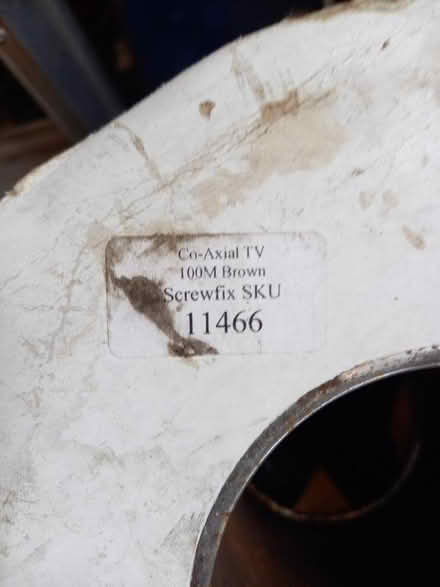 Co-Axial TV
100M Brown
Screwfix SKU
11466